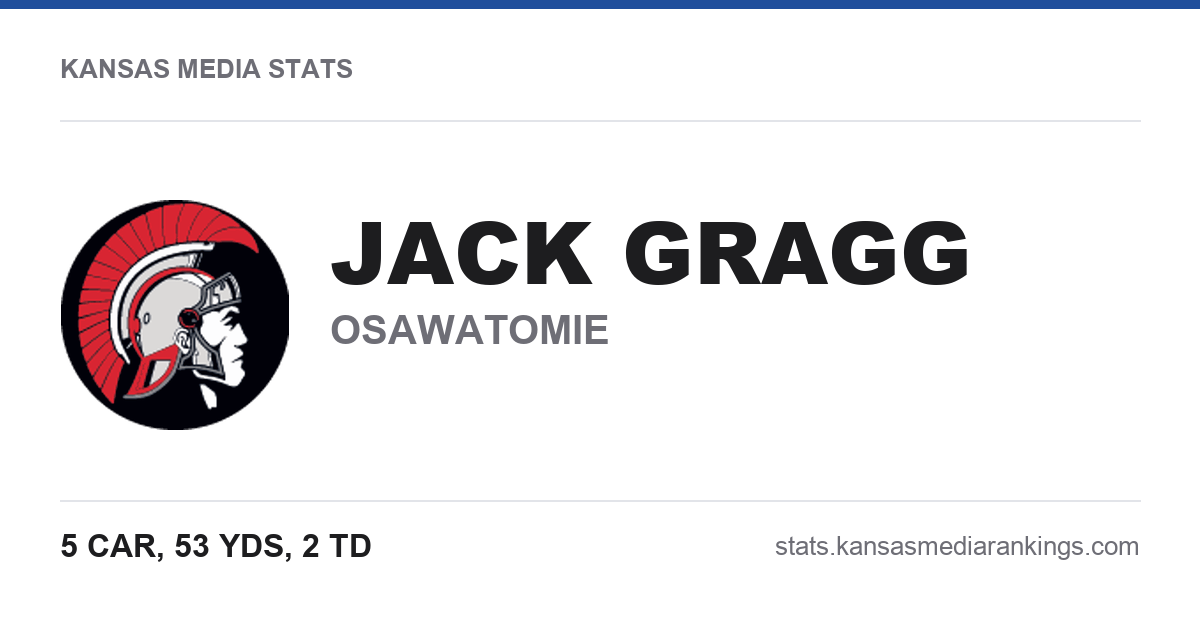 KANSAS MEDIA STATS
JACK GRAGG
OSAWATOMIE
5 CAR, 53 YDS, 2 TD
stats.kansasmediarankings.com